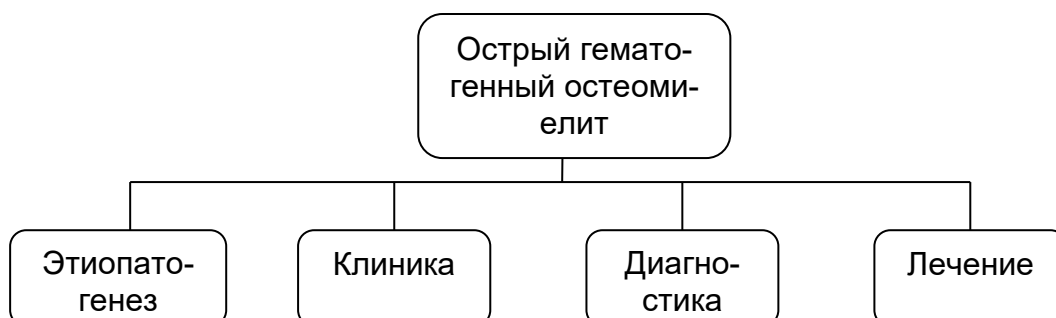 Острый гемато-
генный остеоми-
елит
Этиопато-
генез
Клиника
Диагно-
стика
Лечение